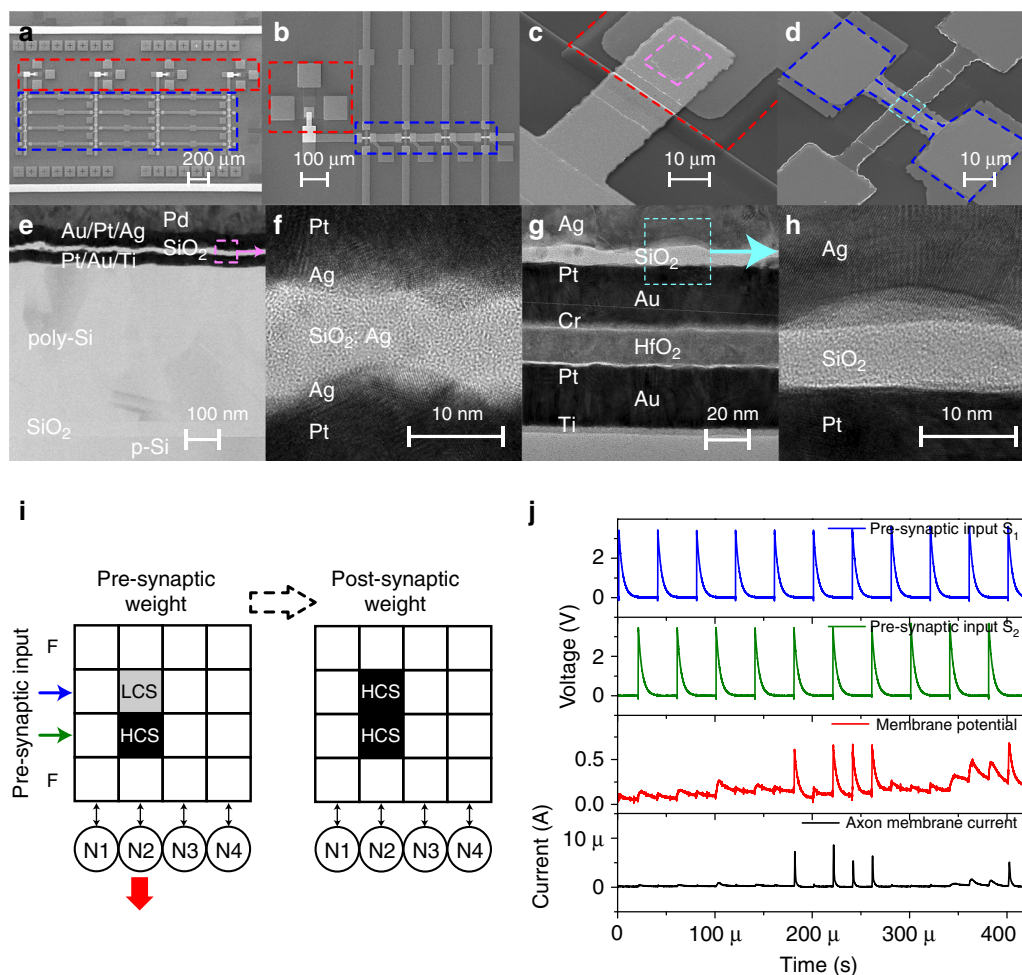 a
200 μm
b
100 μm
c
10 μm
d
10 μm
e
Pd
Au/Pt/Ag
SiO2
Pt/Au/Ti
poly-Si
SiO2
p-Si
100 nm
f
Pt
Ag
SiO2: Ag
Ag
Pt
10 nm
g
Ag
SiO2
Pt
Au
Cr
HfO2
Pt
Au
Ti
20 nm
h
Ag
SiO2
Pt
10 nm
i
Pre-synaptic
weight
Post-synaptic
weight
Pre-synaptic input
F
LCS
HCS
F
HCS
HCS
N1 N2 N3 N4
N1 N2 N3 N4
j
Pre-synaptic input S1
2
0
Pre-synaptic input S2
2
0
Voltage (V)
Membrane potential
0.5
0.0
Axon membrane current
10 μ
0
Current (A)
0 100 μ 200 μ 300 μ 400
Time (s)